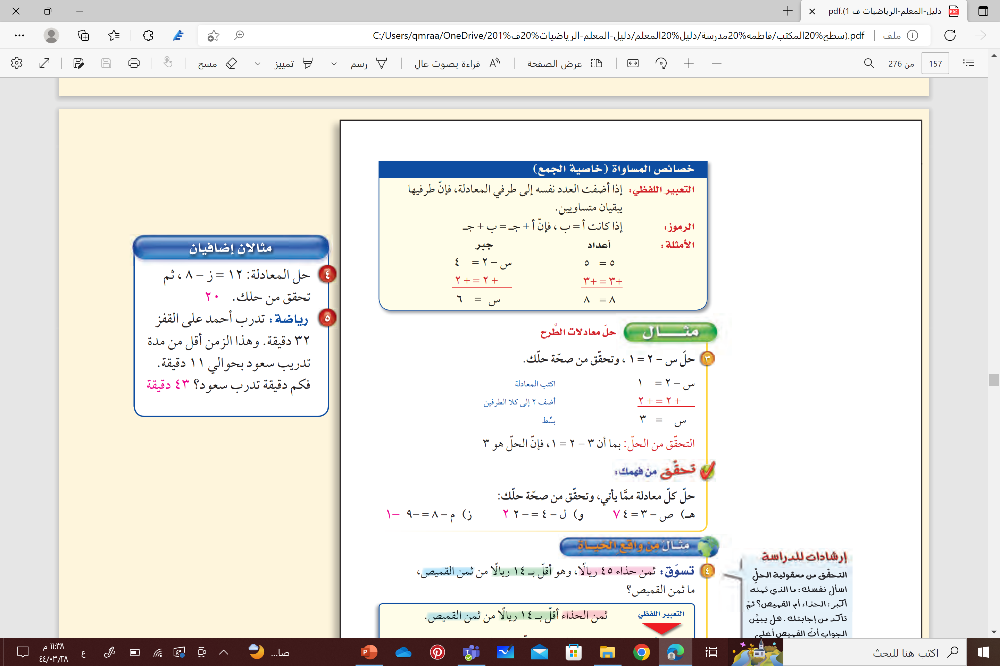 دليل-المعلم-الرياضيات ف 1).pdf
ملف
C:/Users/qmraa/OneDrive/سطح%20المكتب/فاطمه%20مدرسة/دليل%20المعلم/دليل-المعلم-الرياضيات%20ف%201).pdf
157
من 276
عرض الصفحة
قراءة بصوت عالٍ
رسم
تمييز
مسح
خصائص المساواة (خاصية الجمع)
التعبير اللفظي: إذا أضفت العدد نفسه إلى طرفي المعادلة، فإنّ طرفيها
يبقيان متساويين.
الرموز: إذا كانت أ = ب ، فإنّ أ + جـ = ب + جـ
الأمثلة: أعداد جبر
٥ = ٥ س – ٢ = ٤
+٣ = +٣ + ٢ = + ٢
٨ = ٨ س = ٦
مثال حلّ معادلات الطَّرح
٣ حلّ س – ٢ = ١ ، وتحقّق من صحّة حلّك.
س – ٢ = ١ اكتب المعادلة
+ ٢ = + ٢ أضف ٢ إلى كلا الطرفين
س = ٣ بسِّط
التحقّق من الحلّ: بما أن ٣ – ٢ = ١، فإنّ الحلّ هو ٣
تحقّق من فهمك:
حلّ كلّ معادلة ممَّا يأتي، وتحقّق من صحّة حلّك:
هـ) ص – ٣ = ٤ ٧ و) ل – ٤ = –٢ ٢ ز) م – ٨ = –٩ –١
مثال من واقع الحياة
٤ تسوّق: ثمن حذاء ٤٥ ريالًا، وهو أقلّ بـ ١٤ ريالًا من ثمن القميص،
ما ثمن القميص؟
التعبير اللفظي ثمن الحذاء أقلّ بـ ١٤ ريالًا من ثمن القميص.
إرشادات للدراسة
التحقّق من معقولية الحلِّ
اسأل نفسك: ما الذي ثمنه
أكبر: الحذاء أم القميص؟ ثمّ
تأكد من إجابتك. هل يبيِّن
الجواب أنّ القميص أغلى
مثالان إضافيان
٤ حل المعادلة: ١٢ = ز – ٨ ، ثم
تحقق من حلك. ٢٠
٥ رياضة: تدرب أحمد على القفز
٣٢ دقيقة. وهذا الزمن أقل من مدة
تدريب سعود بحوالي ١١ دقيقة.
فكم دقيقة تدرب سعود؟ ٤٣ دقيقة
اكتب هنا للبحث
صا...
ع
١١:٣٨ م
٤٤/٠٣/٢٨